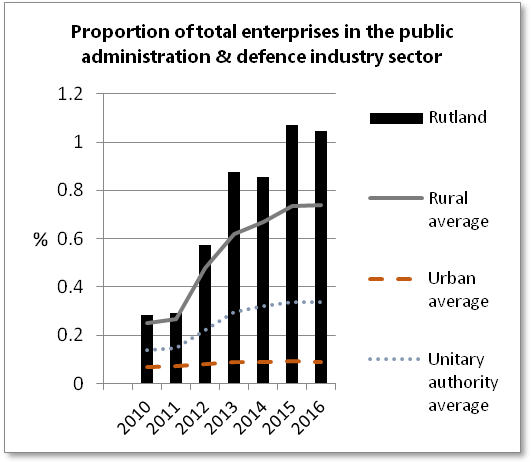 Proportion of total enterprises in the public
administration & defence industry sector
1.2
1
0.8
0.6
0.4
0.2
0
%
2010
2011
2012
2013
2014
2015
2016
Rutland
Rural
average
Urban
average
Unitary
authority
average